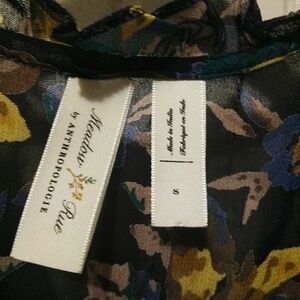 Meadow Rue
by ANTHROPOLOGIE
Made in India
Fabriqué en Inde
S